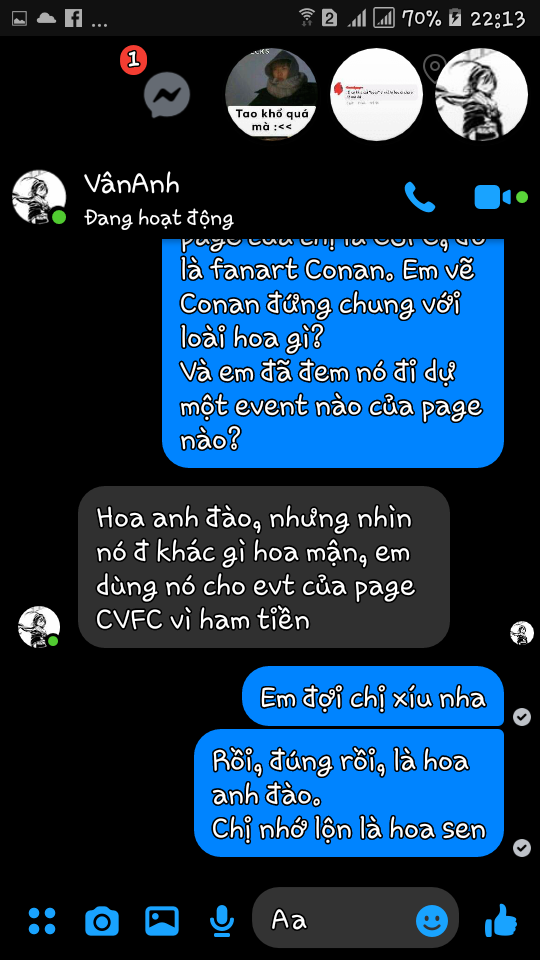 ... 2 70% 22:13
1
Tao khổ quá
mà :<<
VânAnh
Đang hoạt động
là fanart Conan. Em vẽ
Conan đứng chung với
loài hoa gì?
Và em đã đem nó đi dự
một event nào của page
nào?
Hoa anh đào, nhưng nhìn
nó đ khác gì hoa mận, em
dùng nó cho evt của page
CVFC vì ham tiền
Em đợi chị xíu nha
Rồi, đúng rồi, là hoa
anh đào.
Chị nhớ lộn là hoa sen
Aa